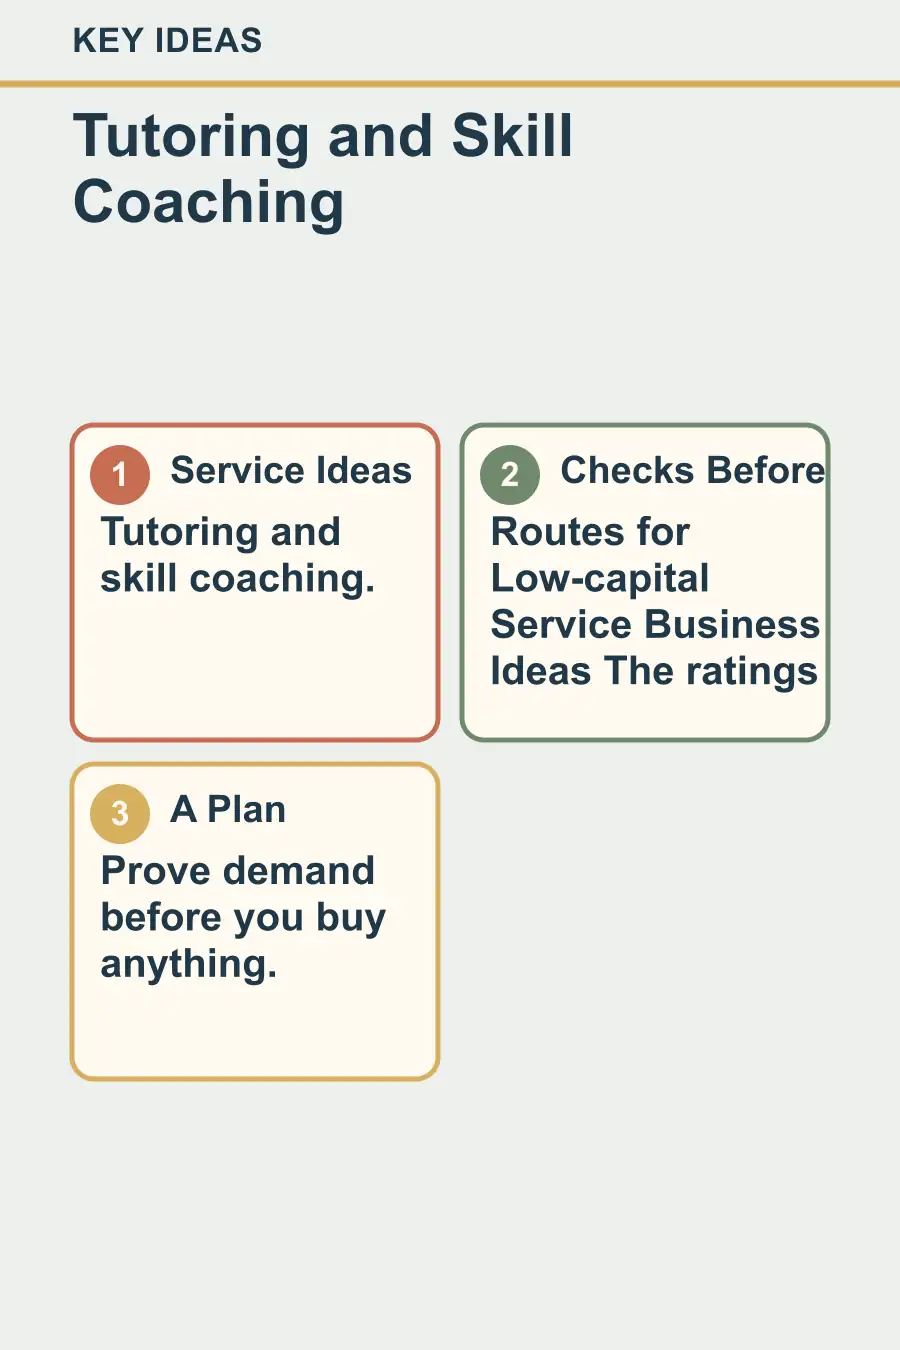 KEY IDEAS
Tutoring and Skill
Coaching
1 Service Ideas
Tutoring and
skill coaching.
2 Checks Before
Routes for
Low-capital
Service Business
Ideas The ratings
3 A Plan
Prove demand
before you buy
anything.